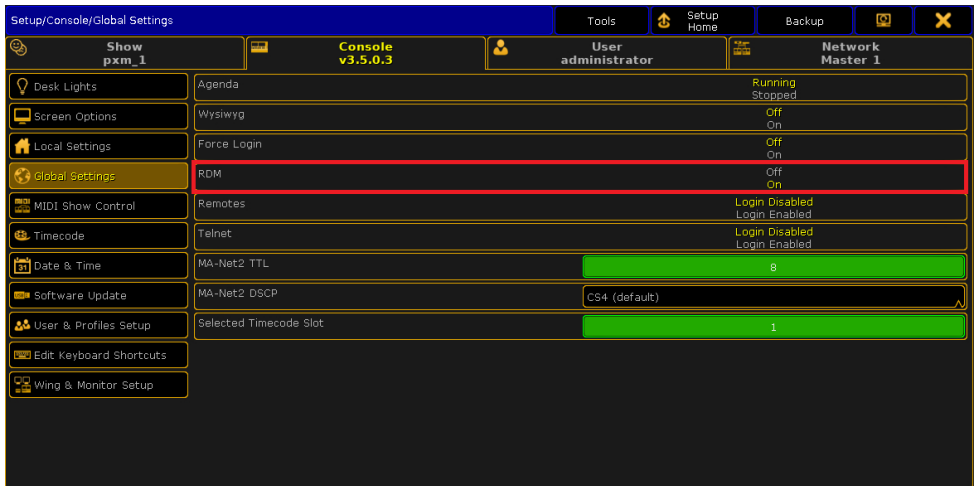 Setup/Console/Global Settings
Tools
Setup
Home
Backup
Show
pxm_1
Console
v3.5.0.3
User
administrator
Network
Master 1
Desk Lights
Screen Options
Local Settings
Global Settings
MIDI Show Control
Timecode
31
Date & Time
Software Update
User & Profiles Setup
Edit Keyboard Shortcuts
Wing & Monitor Setup
Agenda
Running
Stopped
Wysiwyg
Off
On
Force Login
Off
On
RDM
Off
On
Remotes
Login Disabled
Login Enabled
Telnet
Login Disabled
Login Enabled
MA-Net2 TTL
8
MA-Net2 DSCP
CS4 (default)
Selected Timecode Slot
1